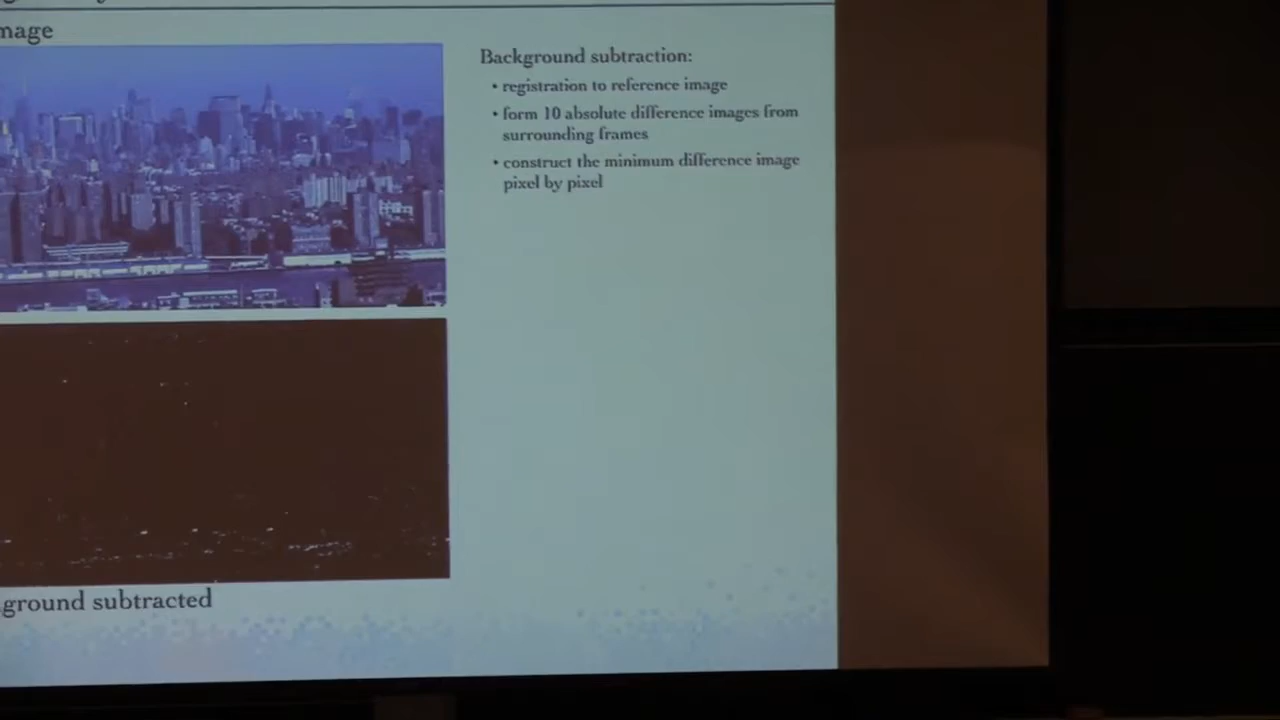 Background subtraction:
• registration to reference image
• form 10 absolute difference images from
surrounding frames
• construct the minimum difference image
pixel by pixel
ground subtracted